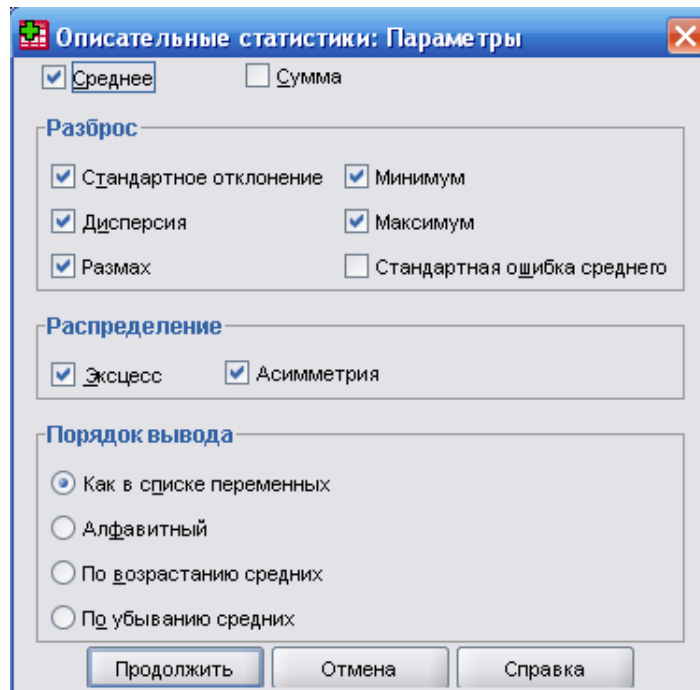 Описательные статистики: Параметры
Среднее Сумма
Разброс
Стандартное отклонение Минимум
Дисперсия Максимум
Размах Стандартная ошибка среднего
Распределение
Эксцесс Асимметрия
Порядок вывода
Как в списке переменных
Алфавитный
По возрастанию средних
По убыванию средних
Продолжить Отмена Справка